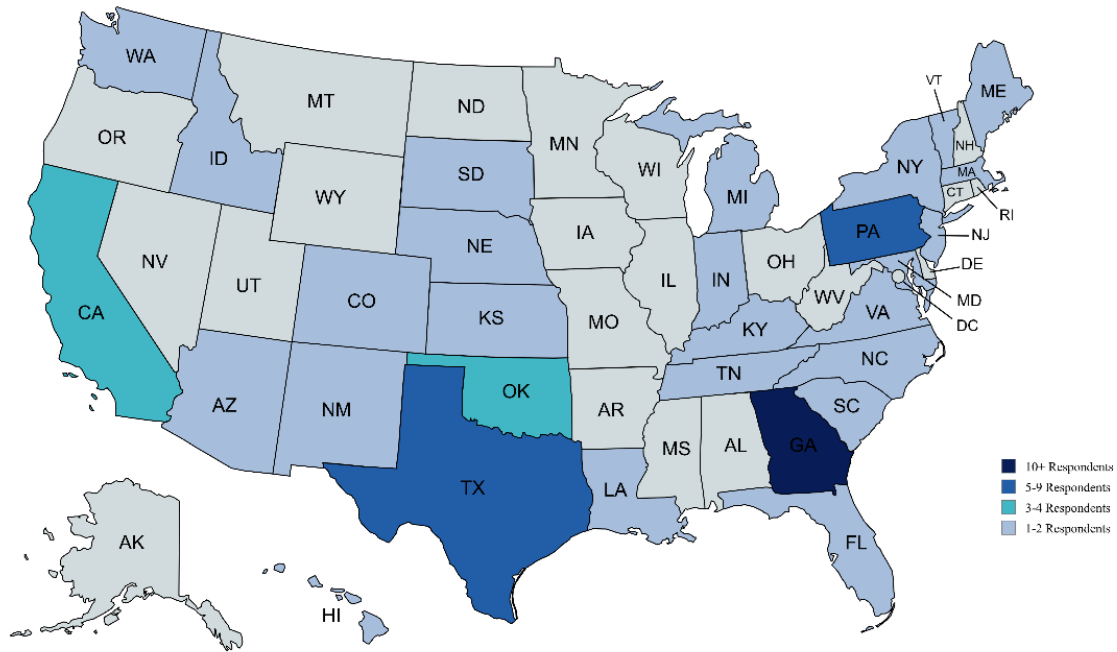 WA
MT
ND
MN
VT
ME
OR
ID
SD
WI
MI
NY
NH
MA
CT
RI
WY
NE
IA
PA
NJ
NV
UT
CO
IL
IN
OH
DE
CA
KS
MO
WV
VA
MD
DC
KY
AZ
NM
OK
AR
TN
NC
SC
MS
AL
GA
TX
LA
FL
AK
HI
10+ Respondents
5-9 Respondents
3-4 Respondents
1-2 Respondents